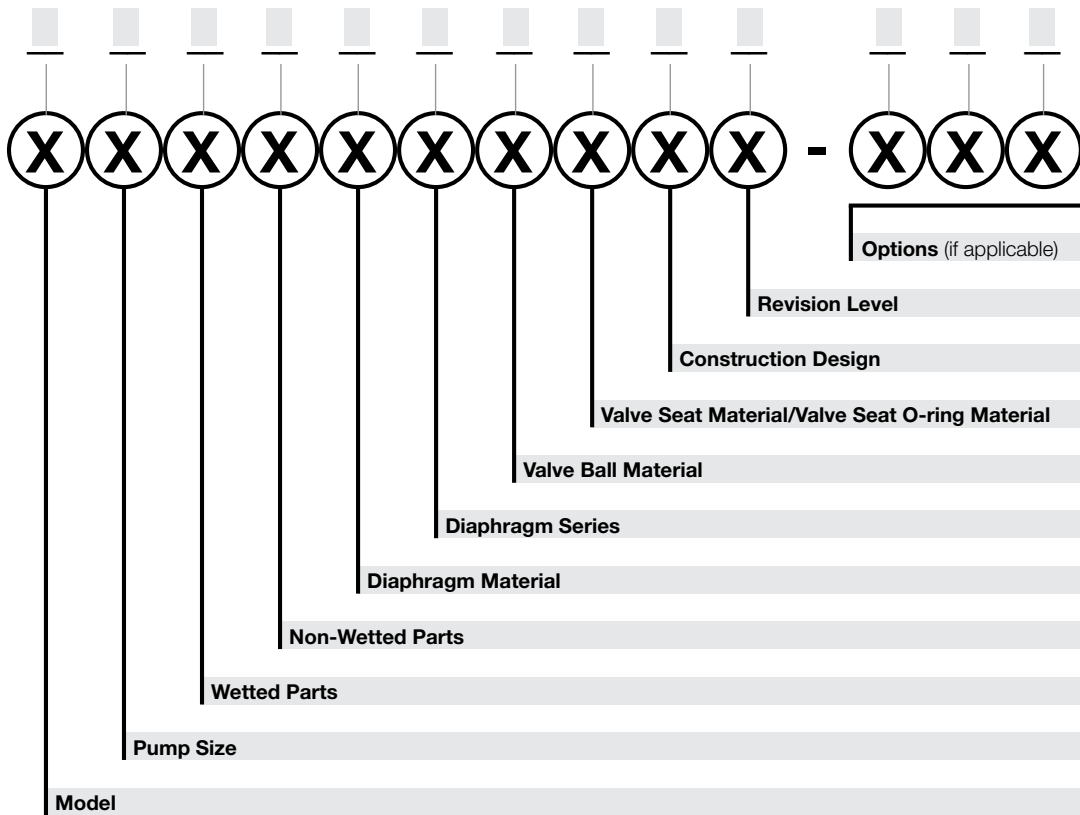 X X X X X X X X X X - X X X
Options (if applicable)
Revision Level
Construction Design
Valve Seat Material/Valve Seat O-ring Material
Valve Ball Material
Diaphragm Series
Diaphragm Material
Non-Wetted Parts
Wetted Parts
Pump Size
Model